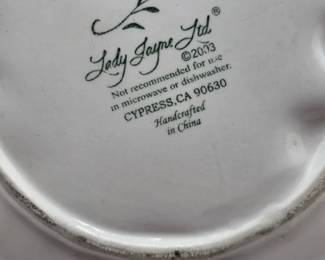 Lady Jayne Ltd®
©2003
Not recommended for use
in microwave or dishwasher.
CYPRESS, CA 90630
Handcrafted
in China